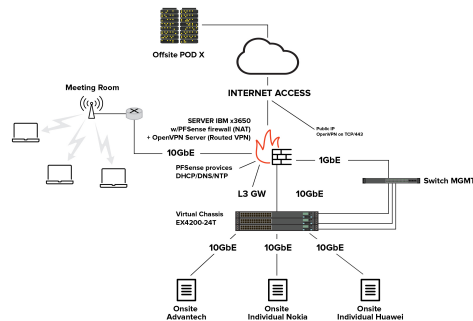 Offsite POD X
INTERNET ACCESS
Meeting Room
SERVER IBM x3650
w/PFSense firewall (NAT)
+ OpenVPN Server (Routed VPN)
Public IP
OpenVPN on TCP/443
10GbE
1GbE
PFSense provices
DHCP/DNS/NTP
L3 GW
10GbE
Switch MGMT
Virtual Chassis
EX4200-24T
10GbE
10GbE
10GbE
Onsite
Advantech
Onsite
Individual Nokia
Onsite
Individual Huawei